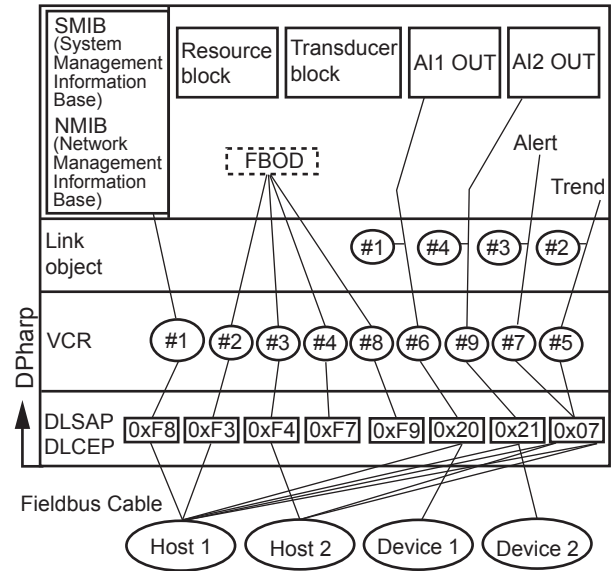 SMIB
(System
Management
Information
Base)
NMIB
(Network
Management
Information
Base)
Resource
block
Transducer
block
AI1 OUT
AI2 OUT
FBOD
Alert
Trend
Link
object
#1
#4
#3
#2
VCR
#1
#2
#3
#4
#8
#6
#9
#7
#5
DPharp
DLSAP
DLCEP
0xF8
0xF3
0xF4
0xF7
0xF9
0x20
0x21
0x07
Fieldbus Cable
Host 1
Host 2
Device 1
Device 2